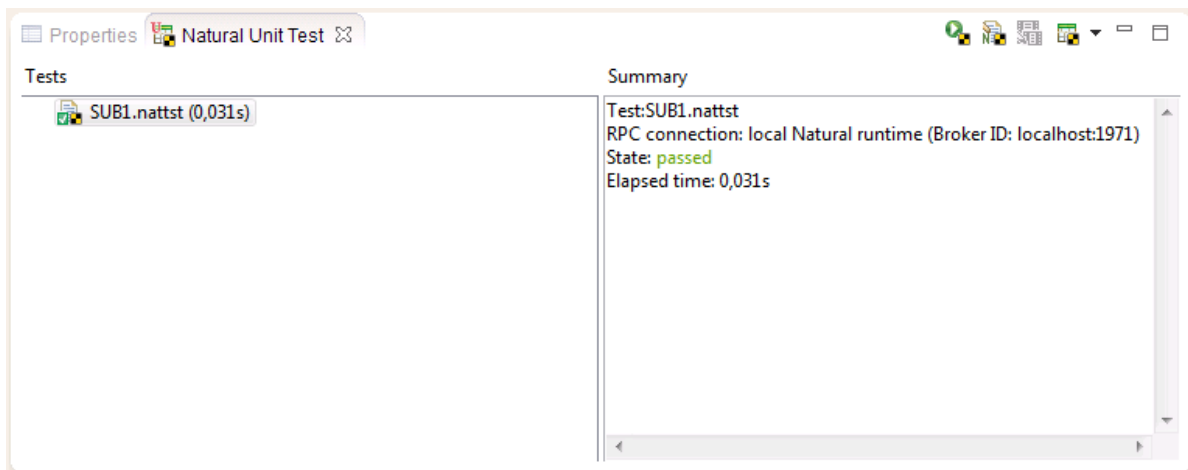 Properties Natural Unit Test
Tests
SUB1.nattst (0,031s)
Summary
Test:SUB1.nattst
RPC connection: local Natural runtime (Broker ID: localhost:1971)
State: passed
Elapsed time: 0,031s